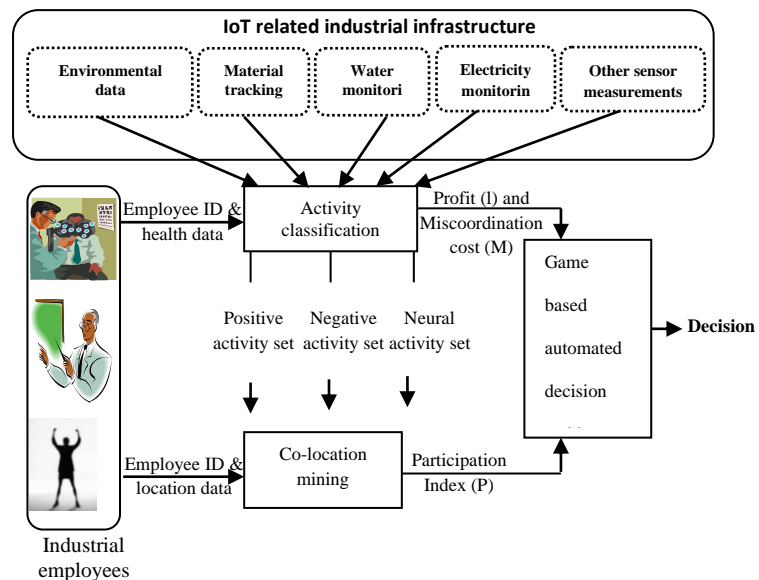 IoT related industrial infrastructure
Environmental
data
Material
tracking
Water
monitori
Electricity
monitorin
Other sensor
measurements
Employee ID &
health data
Activity
classification
Profit (l) and
Miscoordination
cost (M)
Positive
activity set
Negative
activity set
Neural
activity set
Game
based
automated
decision
Decision
Employee ID &
location data
Co-location
mining
Participation
Index (P)
Industrial
employees